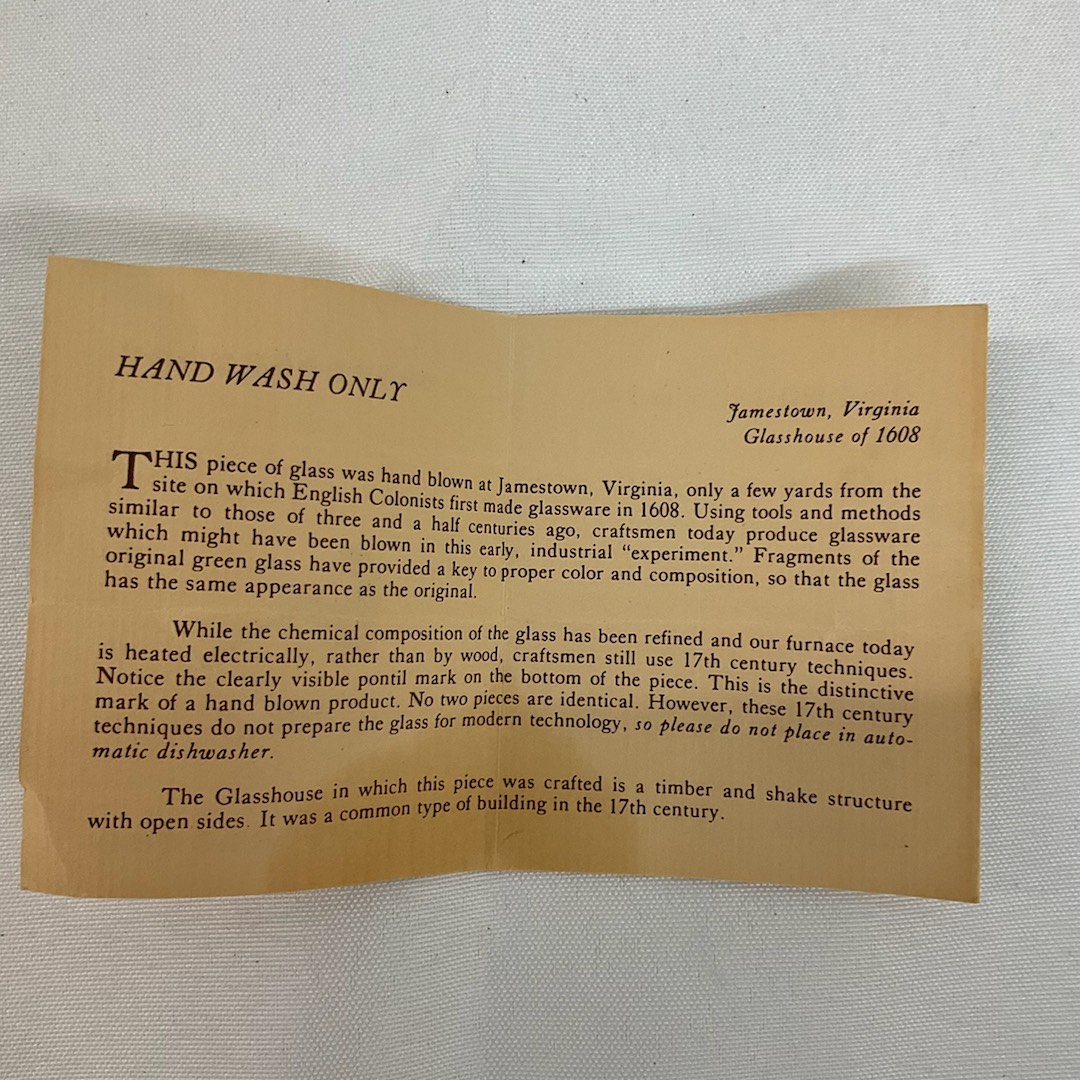 HAND WASH ONLY
Jamestown, Virginia
Glasshouse of 1608
THIS piece of glass was hand blown at Jamestown, Virginia, only a few yards from the
site on which English Colonists first made glassware in 1608. Using tools and methods
similar to those of three and a half centuries ago, craftsmen today produce glassware
which might have been blown in this early, industrial “experiment.” Fragments of the
original green glass have provided a key to proper color and composition, so that the glass
has the same appearance as the original.
While the chemical composition of the glass has been refined and our furnace today
is heated electrically, rather than by wood, craftsmen still use 17th century techniques.
Notice the clearly visible pontil mark on the bottom of the piece. This is the distinctive
mark of a hand blown product. No two pieces are identical. However, these 17th century
techniques do not prepare the glass for modern technology, so please do not place in auto-
matic dishwasher.
The Glasshouse in which this piece was crafted is a timber and shake structure
with open sides. It was a common type of building in the 17th century.